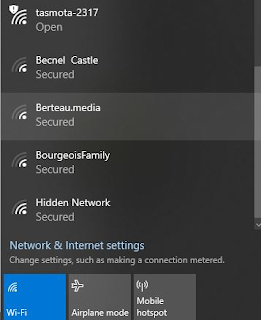 tasmota-2317
Open
Becnel Castle
Secured
Berteau.media
Secured
BourgeoisFamily
Secured
Hidden Network
Secured
Network & Internet settings
Change settings, such as making a connection metered.
Wi-Fi
Airplane mode
Mobile
hotspot